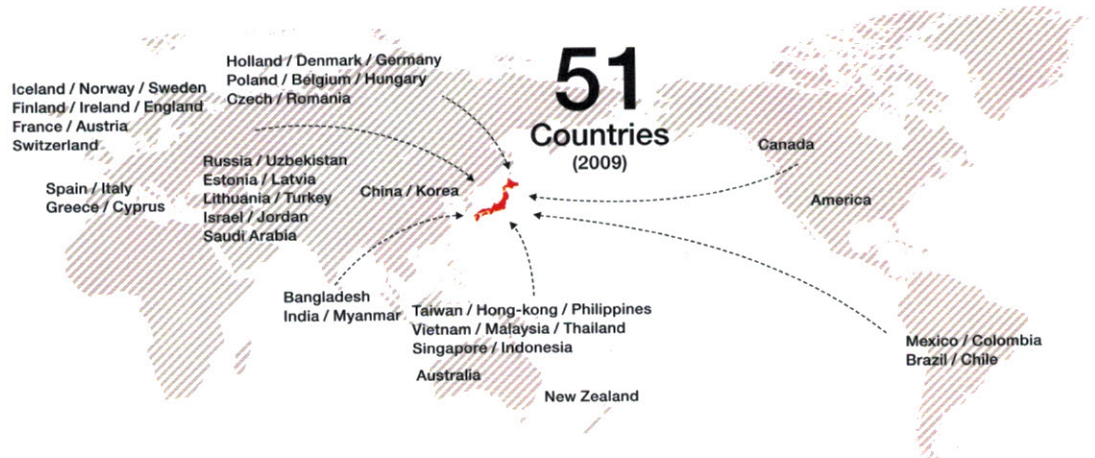 51
Countries
(2009)
Holland / Denmark / Germany
Poland / Belgium / Hungary
Czech / Romania
Iceland / Norway / Sweden
Finland / Ireland / England
France / Austria
Switzerland
Spain / Italy
Greece / Cyprus
Russia / Uzbekistan
Estonia / Latvia
Lithuania / Turkey
Israel / Jordan
Saudi Arabia
China / Korea
Canada
America
Bangladesh
India / Myanmar
Taiwan / Hong-kong / Philippines
Vietnam / Malaysia / Thailand
Singapore / Indonesia
Australia
New Zealand
Mexico / Colombia
Brazil / Chile